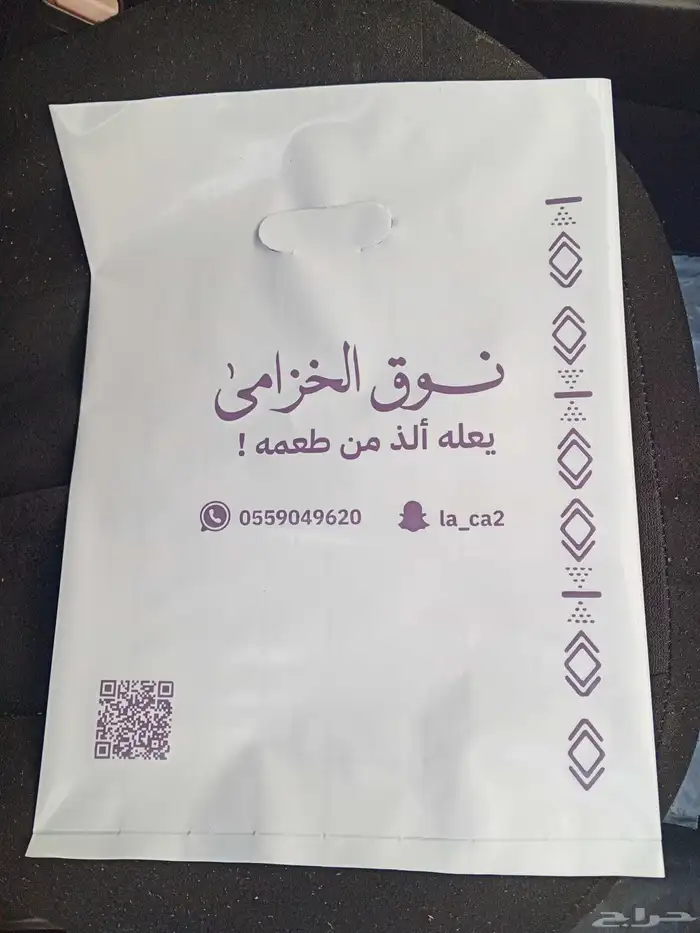 نوق الخزامى
يعله ألذ من طعمه !
0559049620 la_ca2
حراج